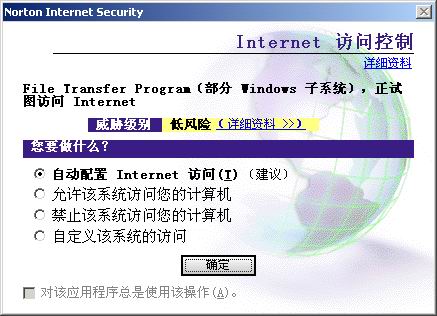 Norton Internet Security
Internet 访问控制
详细资料
File Transfer Program（部分 Windows 子系统），正试
图访问 Internet
威胁级别 低风险（详细资料 >>）
您要做什么？
自动配置 Internet 访问(I)（建议）
允许该系统访问您的计算机
禁止该系统访问您的计算机
自定义该系统的访问
确定
对该应用程序总是使用该操作(A)。